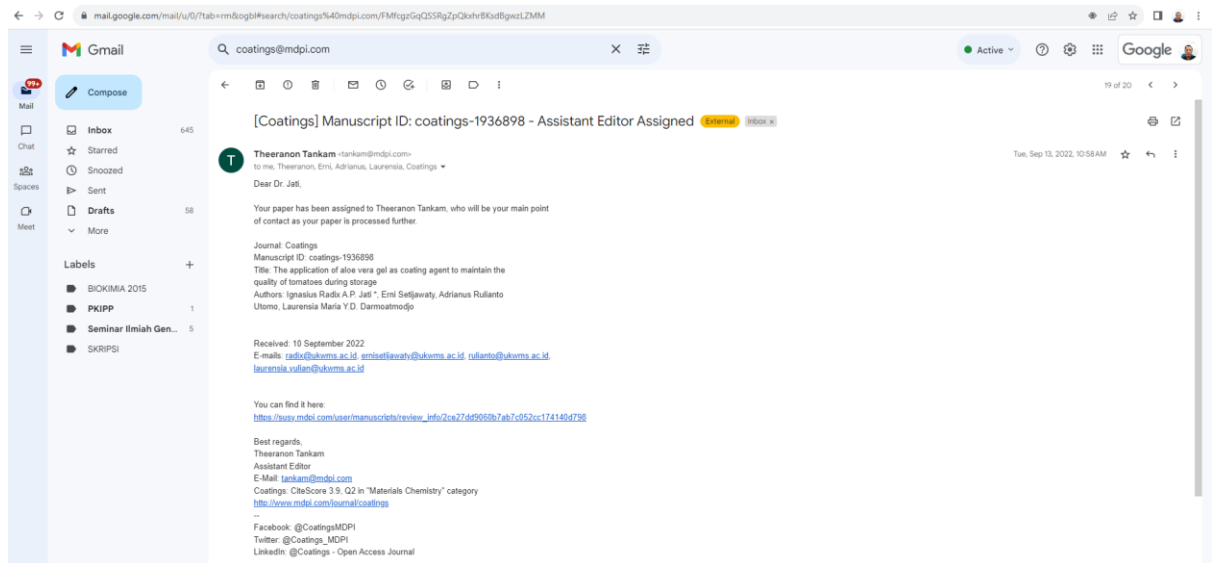 mail.google.com/mail/u/0/?tab=rm&ogbl#search/coatings%40mdpi.com/FMfcgzGqQSSRgZpQkxhrBKsdBgwzLZMM
Gmail
coatings@mdpi.com
Active
Google
99+
Mail
Chat
Spaces
Meet
Compose
Inbox 645
Starred
Snoozed
Sent
Drafts 58
More
Labels
BIOKIMIA 2015
PKIPP 1
Seminar Ilmiah Gen... 5
SKRIPSI
19 of 20
[Coatings] Manuscript ID: coatings-1936898 - Assistant Editor Assigned External Inbox x
T
Theeranon Tankam <tankam@mdpi.com> Tue, Sep 13, 2022, 10:58 AM
to me, Theeranon, Erni, Adrianus, Laurensia, Coatings
Dear Dr. Jati,
Your paper has been assigned to Theeranon Tankam, who will be your main point
of contact as your paper is processed further.
Journal: Coatings
Manuscript ID: coatings-1936898
Title: The application of aloe vera gel as coating agent to maintain the
quality of tomatoes during storage
Authors: Ignasius Radix A.P. Jati *, Erni Setijawaty, Adrianus Rulianto
Utomo, Laurensia Maria Y.D. Darmoatmodjo
Received: 10 September 2022
E-mails: radix@ukwms.ac.id, ernisetijawaty@ukwms.ac.id, rulianto@ukwms.ac.id,
laurensia.yulian@ukwms.ac.id
You can find it here:
https://susy.mdpi.com/user/manuscripts/review_info/2ce27dd9060b7ab7c052cc174140d798
Best regards,
Theeranon Tankam
Assistant Editor
E-Mail: tankam@mdpi.com
Coatings: CiteScore 3.9, Q2 in "Materials Chemistry" category
http://www.mdpi.com/journal/coatings
--
Facebook: @CoatingsMDPI
Twitter: @Coatings_MDPI
LinkedIn: @Coatings - Open Access Journal